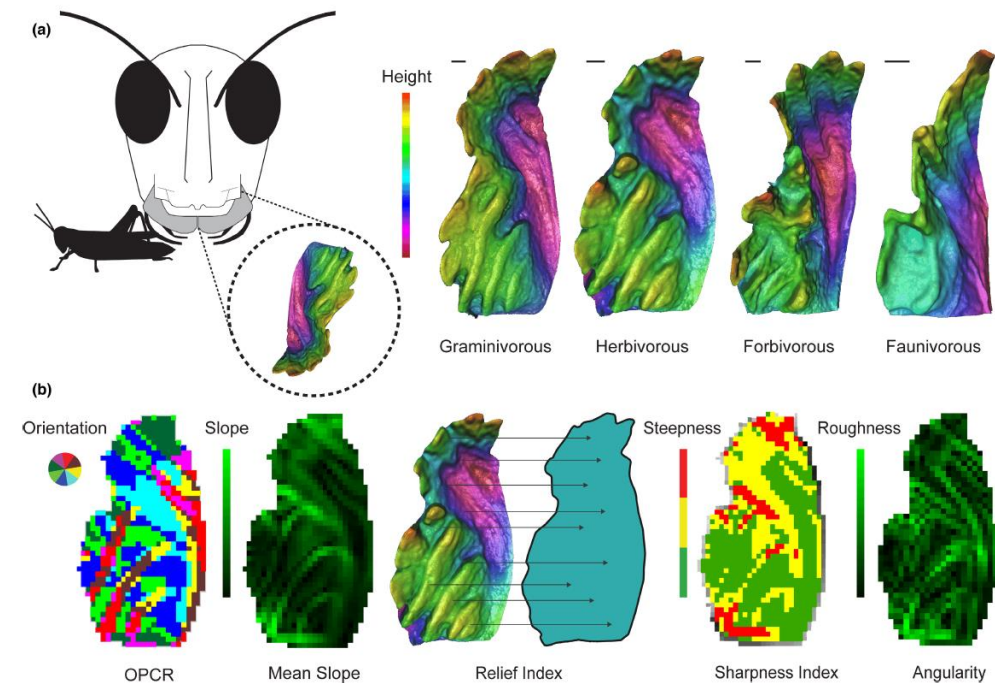 (a)
Height
Graminivorous
Herbivorous
Forbivorous
Faunivorous
(b)
Orientation
Slope
Steepness
Roughness
OPCR
Mean Slope
Relief Index
Sharpness Index
Angularity